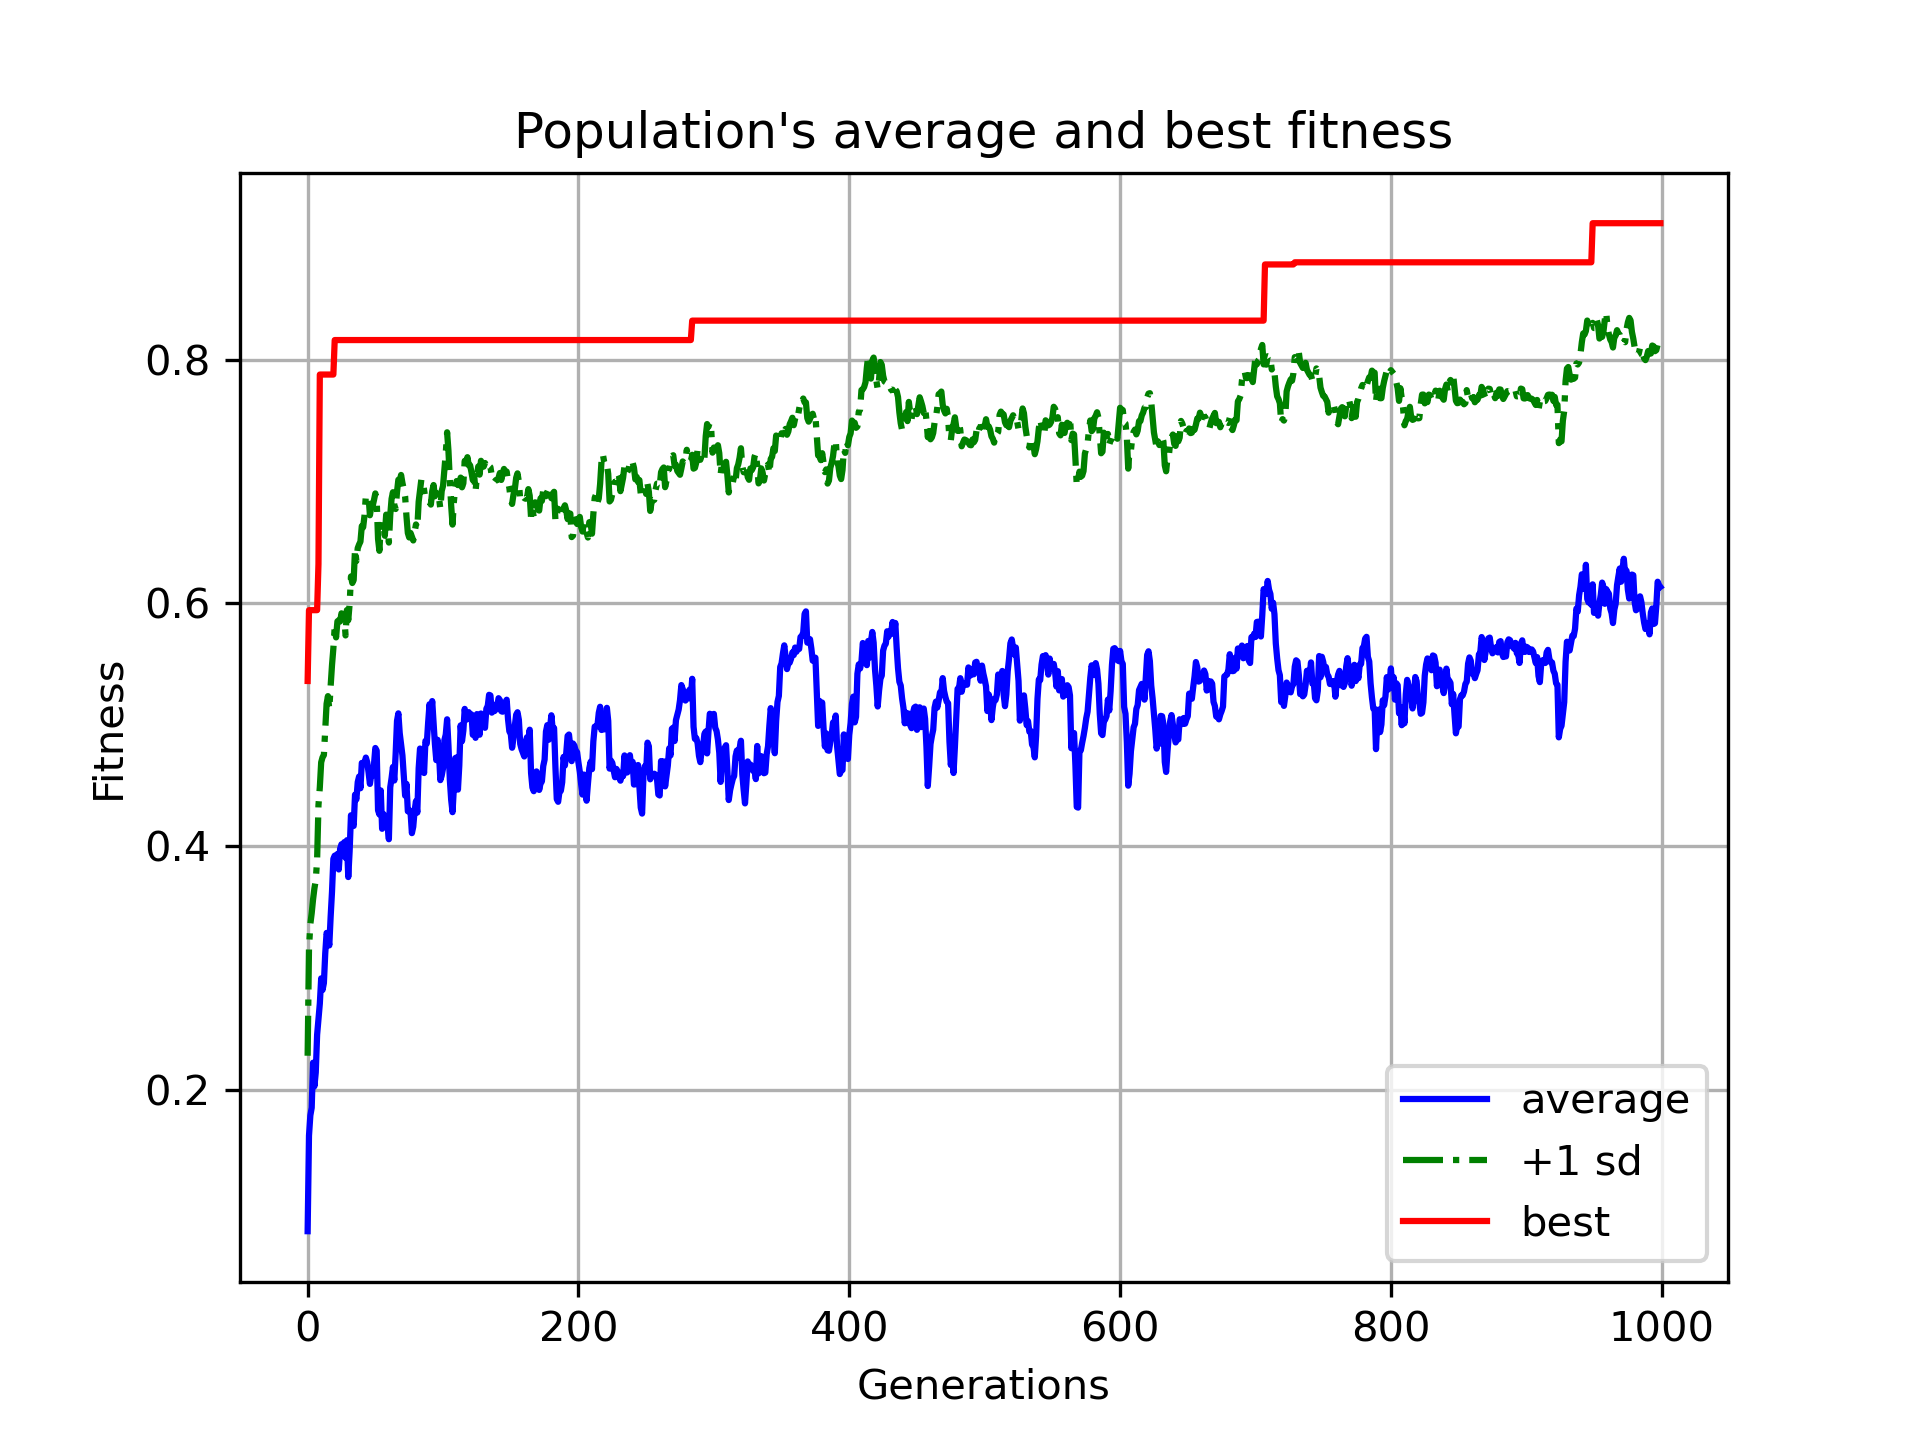 Population's average and best fitness
Fitness
0.8
0.6
0.4
0.2
0 200 400 600 800 1000
Generations
average
+1 sd
best